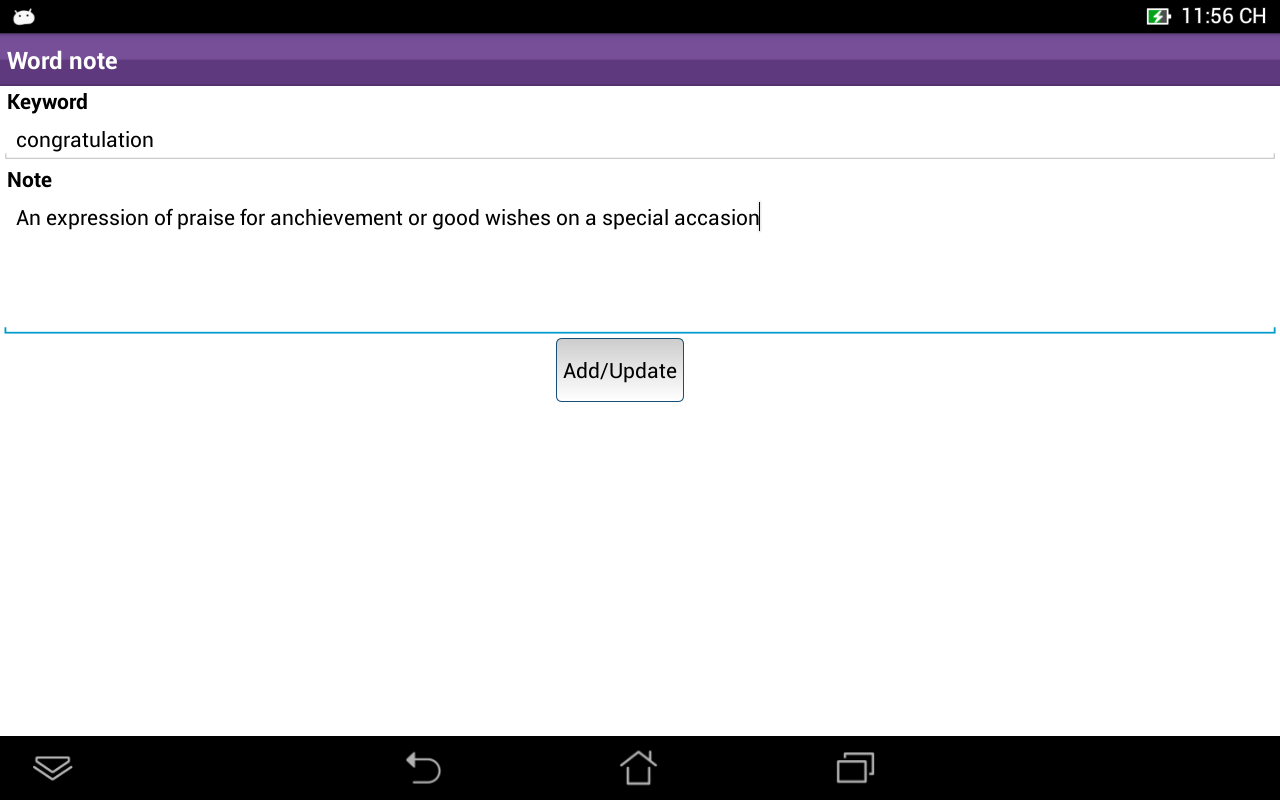 11:56 CH
Word note
Keyword
congratulation
Note
An expression of praise for anchievement or good wishes on a special accasion
Add/Update